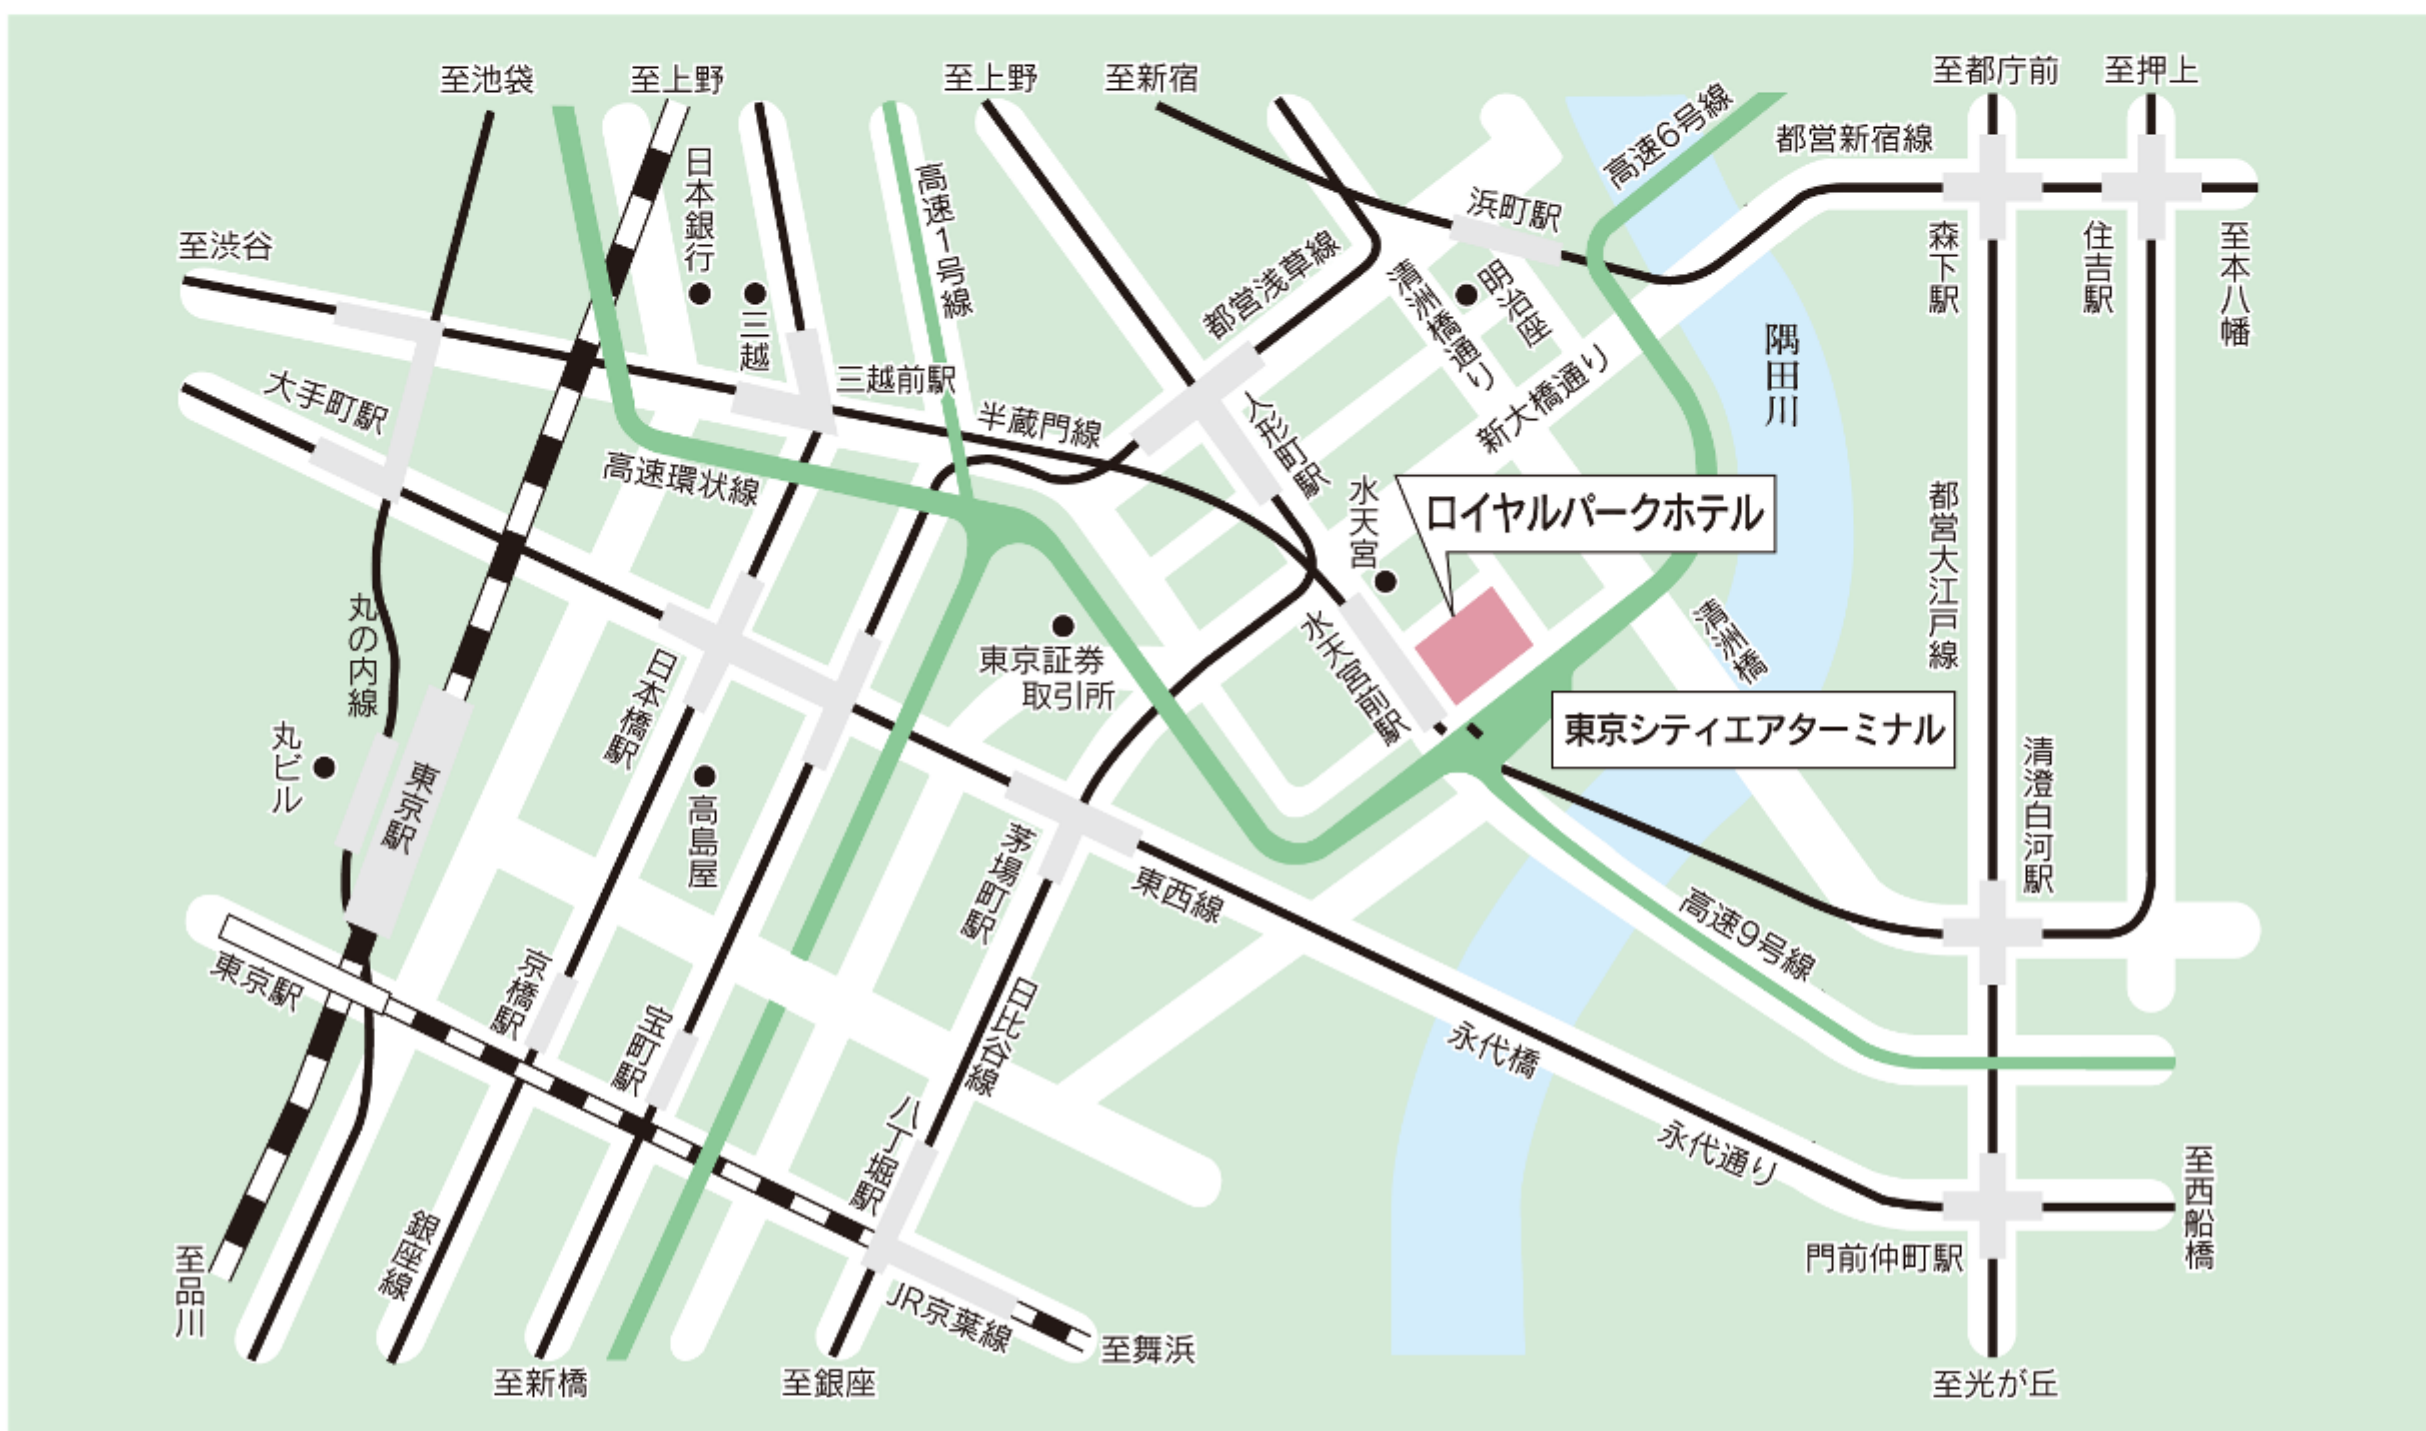 至池袋
至上野
至上野
至新宿
至都庁前
至押上
高速6号線
都営新宿線
日本銀行
高速1号線
浜町駅
至渋谷
都営浅草線
清洲橋通り
明治座
森下駅
住吉駅
至本八幡
三越
隅田川
大手町駅
三越前駅
半蔵門線
人形町駅
新大橋通り
高速環状線
水天宮
ロイヤルパークホテル
都営大江戸線
丸の内線
東京証券
取引所
水天宮前駅
清洲橋
日本橋駅
東京シティエアターミナル
丸ビル
東京駅
高島屋
清澄白河駅
茅場町駅
東西線
高速9号線
東京駅
京橋駅
宝町駅
日比谷線
永代橋
八丁堀駅
永代通り
至西船橋
銀座線
至品川
門前仲町駅
JR京葉線
至舞浜
至新橋
至銀座
至光が丘